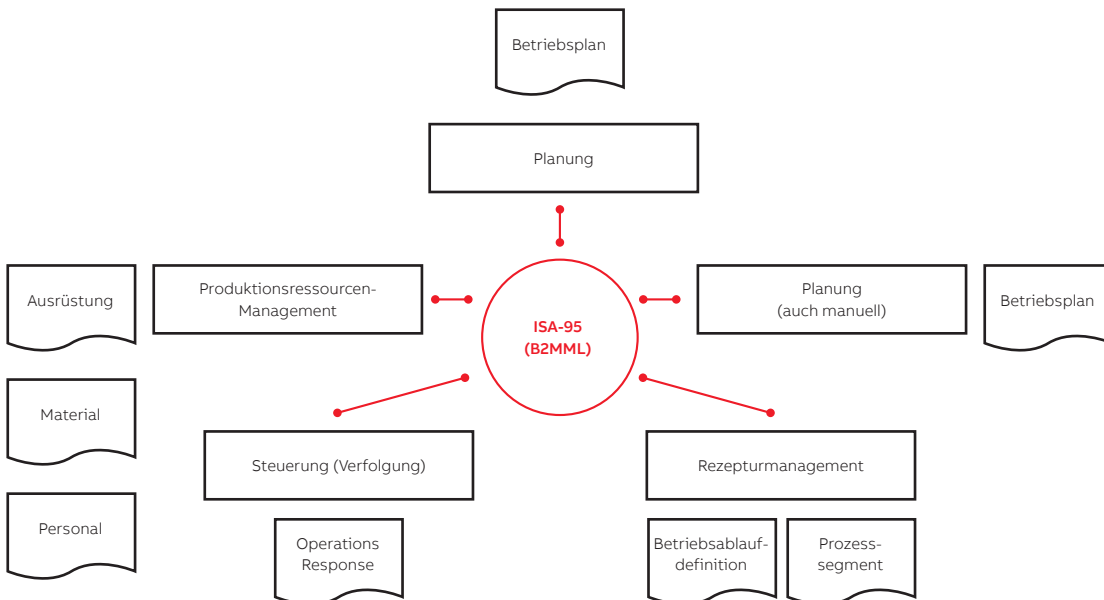 Betriebsplan
Planung
Ausrüstung
Produktionsressourcen-
Management
ISA-95
(B2MML)
Planung
(auch manuell)
Betriebsplan
Material
Steuerung (Verfolgung)
Rezepturmanagement
Personal
Operations
Response
Betriebsablauf-
definition
Prozess-
segment